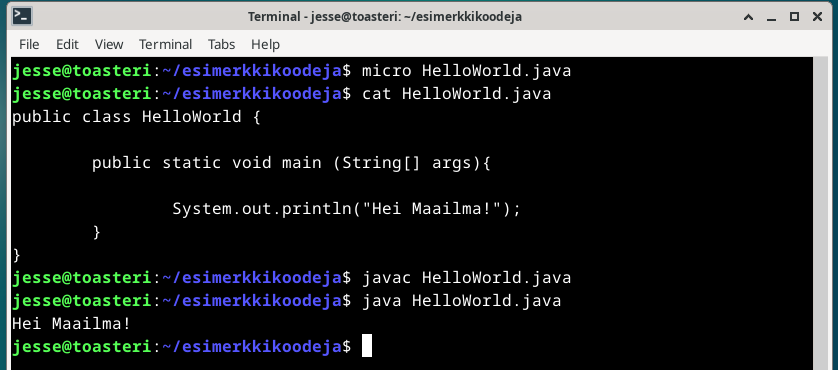 Terminal - jesse@toasteri: ~/esimerkkikoodeja
File Edit View Terminal Tabs Help
jesse@toasteri:~/esimerkkikoodeja$ micro HelloWorld.java
jesse@toasteri:~/esimerkkikoodeja$ cat HelloWorld.java
public class HelloWorld {
        public static void main (String[] args){
                System.out.println("Hei Maailma!");
        }
}
jesse@toasteri:~/esimerkkikoodeja$ javac HelloWorld.java
jesse@toasteri:~/esimerkkikoodeja$ java HelloWorld.java
Hei Maailma!
jesse@toasteri:~/esimerkkikoodeja$